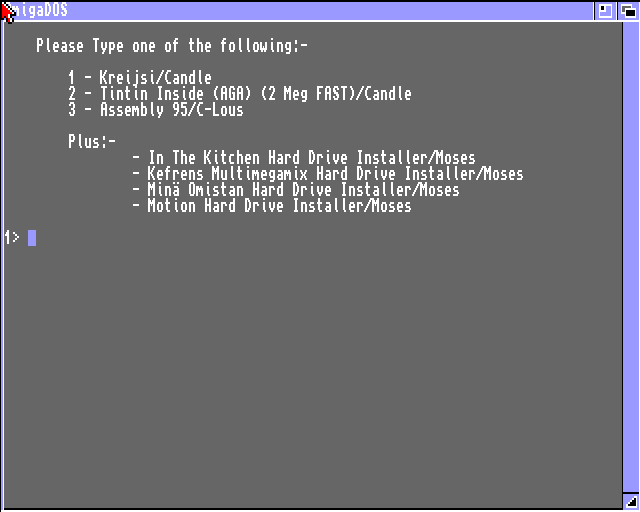 AmigaDOS
Please Type one of the following:-
1 - Kreijsi/Candle
2 - Tintin Inside (AGA) (2 Meg FAST)/Candle
3 - Assembly 95/C-Lous
Plus:-
- In The Kitchen Hard Drive Installer/Moses
- Kefrens Multimegamix Hard Drive Installer/Moses
- Minä Omistan Hard Drive Installer/Moses
- Motion Hard Drive Installer/Moses
1>